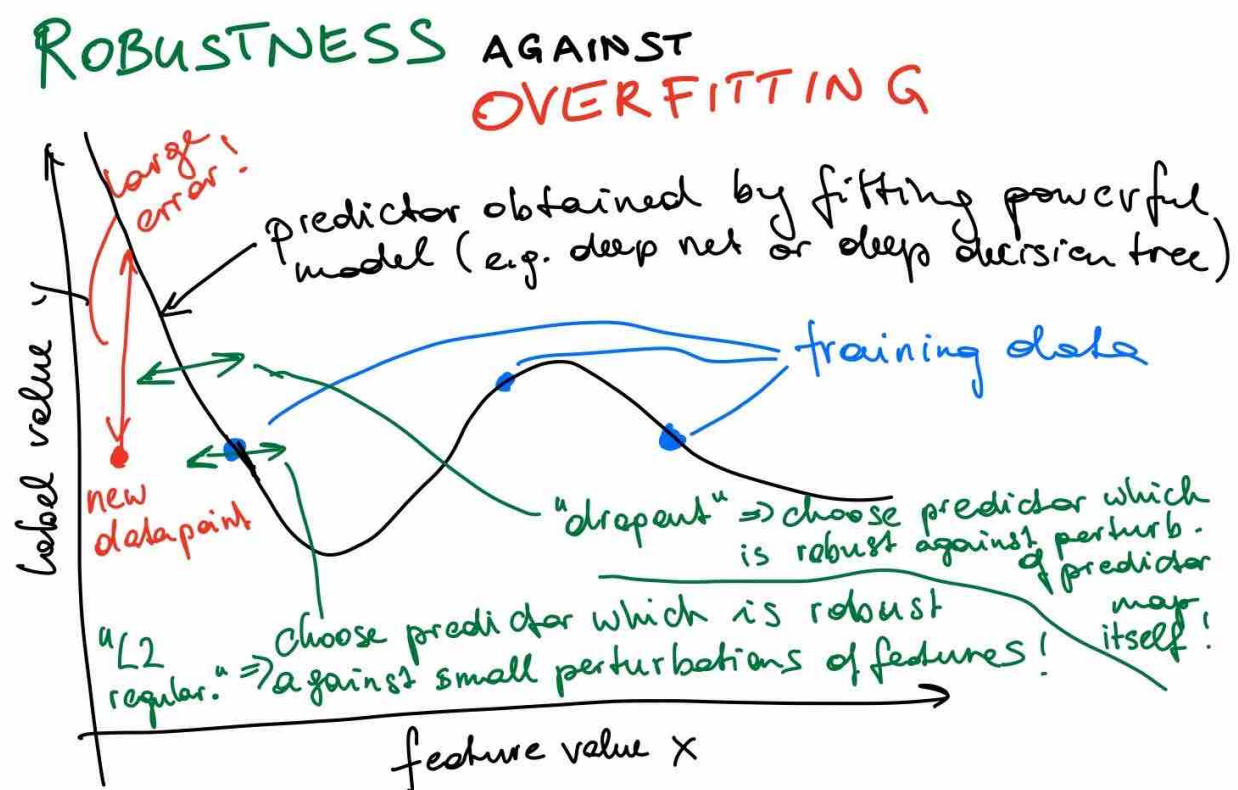 ROBUSTNESS AGAINST
OVERFITTING
large
error!
predictor obtained by fitting powerful
model (e.g. deep net or deep decision tree)
label value y
training data
new
datapoint
"dropout" => choose predictor which
is robust against perturb.
of predictor
map
itself!
"L2
regular." =>
choose predictor which is robust
against small perturbations of features!
feature value x